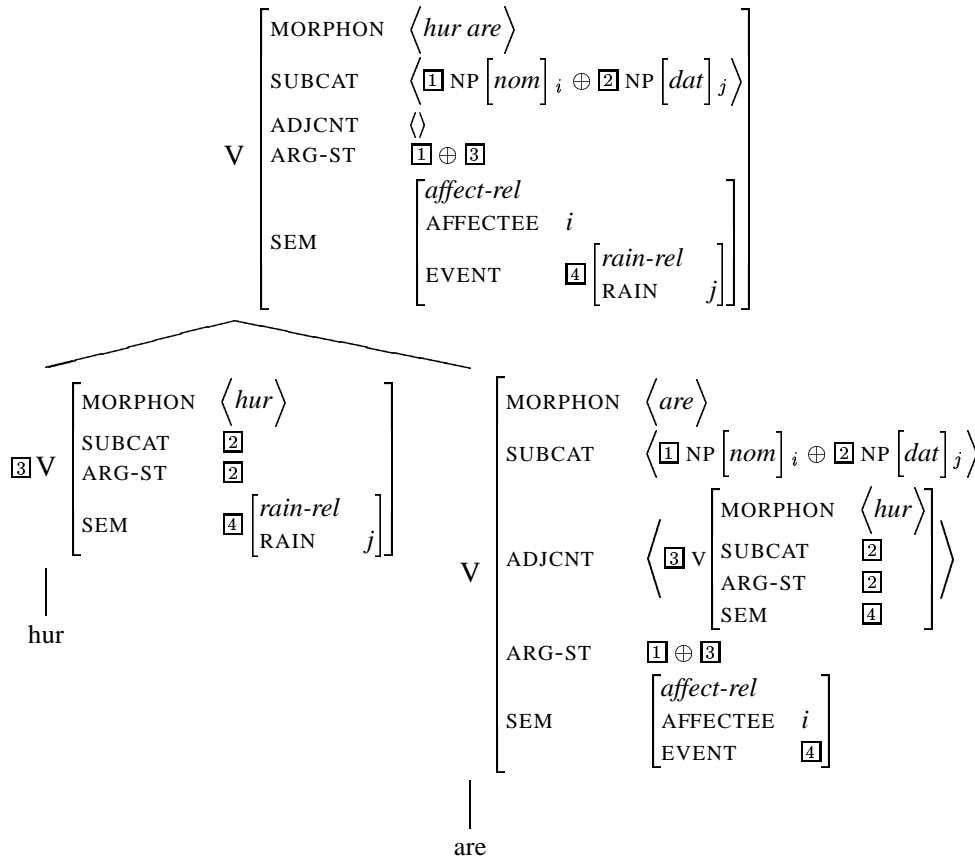 V
MORPHON ⟨hur are⟩
SUBCAT ⟨[1] NP [nom] i ⊕ [2] NP [dat] j⟩
ADJCNT ⟨⟩
ARG-ST [1] ⊕ [3]
SEM
affect-rel
AFFECTEE i
EVENT [4]
rain-rel
RAIN j
[3] V
MORPHON ⟨hur⟩
SUBCAT [2]
ARG-ST [2]
SEM [4]
rain-rel
RAIN j
hur
V
MORPHON ⟨are⟩
SUBCAT ⟨[1] NP [nom] i ⊕ [2] NP [dat] j⟩
ADJCNT ⟨[3] V
MORPHON ⟨hur⟩
SUBCAT [2]
ARG-ST [2]
SEM [4]
⟩
ARG-ST [1] ⊕ [3]
SEM
affect-rel
AFFECTEE i
EVENT [4]
are